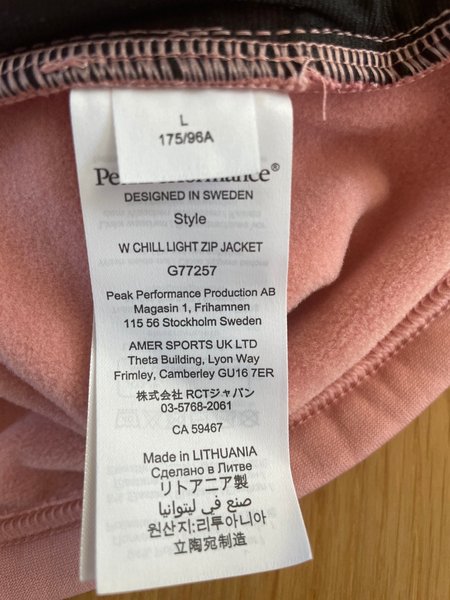 L
175/96A
DESIGNED IN SWEDEN
Style
W CHILL LIGHT ZIP JACKET
G77257
Peak Performance Production AB
Magasin 1, Frihamnen
115 56 Stockholm Sweden
AMER SPORTS UK LTD
Theta Building, Lyon Way
Frimley, Camberley GU16 7ER
株式会社 RCTジャパン
03-5768-2061
CA 59467
Made in LITHUANIA
Сделано в Литве
リトアニア製
صنع في ليتوانيا
원산지:리투아니아
立陶宛制造